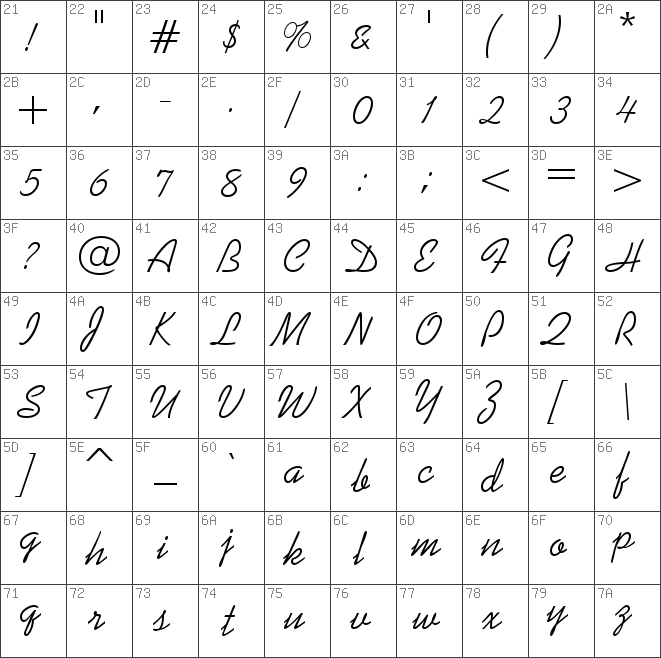 21 22 23 24 25 26 27 28 29 2A
! " # $ % & ' ( ) *
2B 2C 2D 2E 2F 30 31 32 33 34
+ , - . / 0 1 2 3 4
35 36 37 38 39 3A 3B 3C 3D 3E
5 6 7 8 9 : ; < = >
3F 40 41 42 43 44 45 46 47 48
? @ A B C D E F G H
49 4A 4B 4C 4D 4E 4F 50 51 52
I J K L M N O P Q R
53 54 55 56 57 58 59 5A 5B 5C
S T U V W X Y Z [ \
5D 5E 5F 60 61 62 63 64 65 66
] ^ _ ` a b c d e f
67 68 69 6A 6B 6C 6D 6E 6F 70
g h i j k l m n o p
71 72 73 74 75 76 77 78 79 7A
q r s t u v w x y z